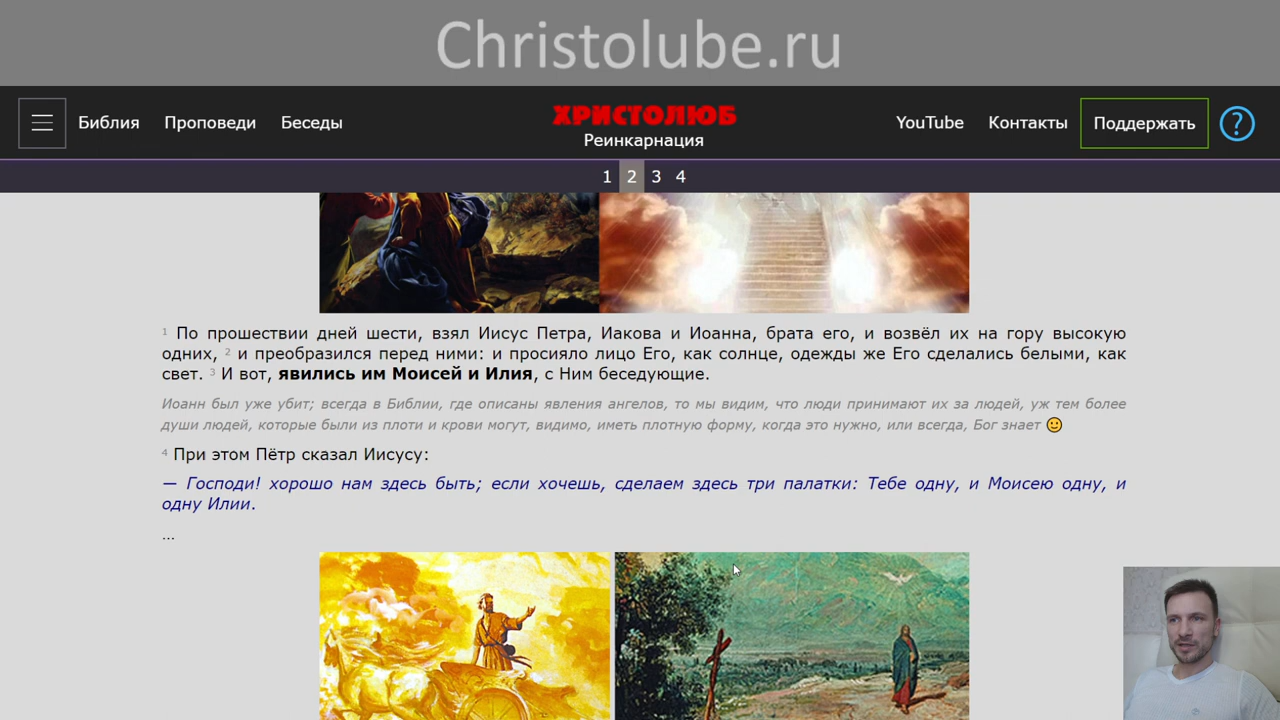 Christolube.ru
Библия Проповеди Беседы ХРИСТОЛЮБ YouTube Контакты Поддержать ?
Реинкарнация
1 2 3 4
1 По прошествии дней шести, взял Иисус Петра, Иакова и Иоанна, брата его, и возвёл их на гору высокую
одних, 2 и преобразился перед ними: и просияло лицо Его, как солнце, одежды же Его сделались белыми, как
свет. 3 И вот, явились им Моисей и Илия, с Ним беседующие.
Иоанн был уже убит; всегда в Библии, где описаны явления ангелов, то мы видим, что люди принимают их за людей, уж тем более
души людей, которые были из плоти и крови могут, видимо, иметь плотную форму, когда это нужно, или всегда, Бог знает 🙂
4 При этом Пётр сказал Иисусу:
— Господи! хорошо нам здесь быть; если хочешь, сделаем здесь три палатки: Тебе одну, и Моисею одну, и
одну Илии.
...